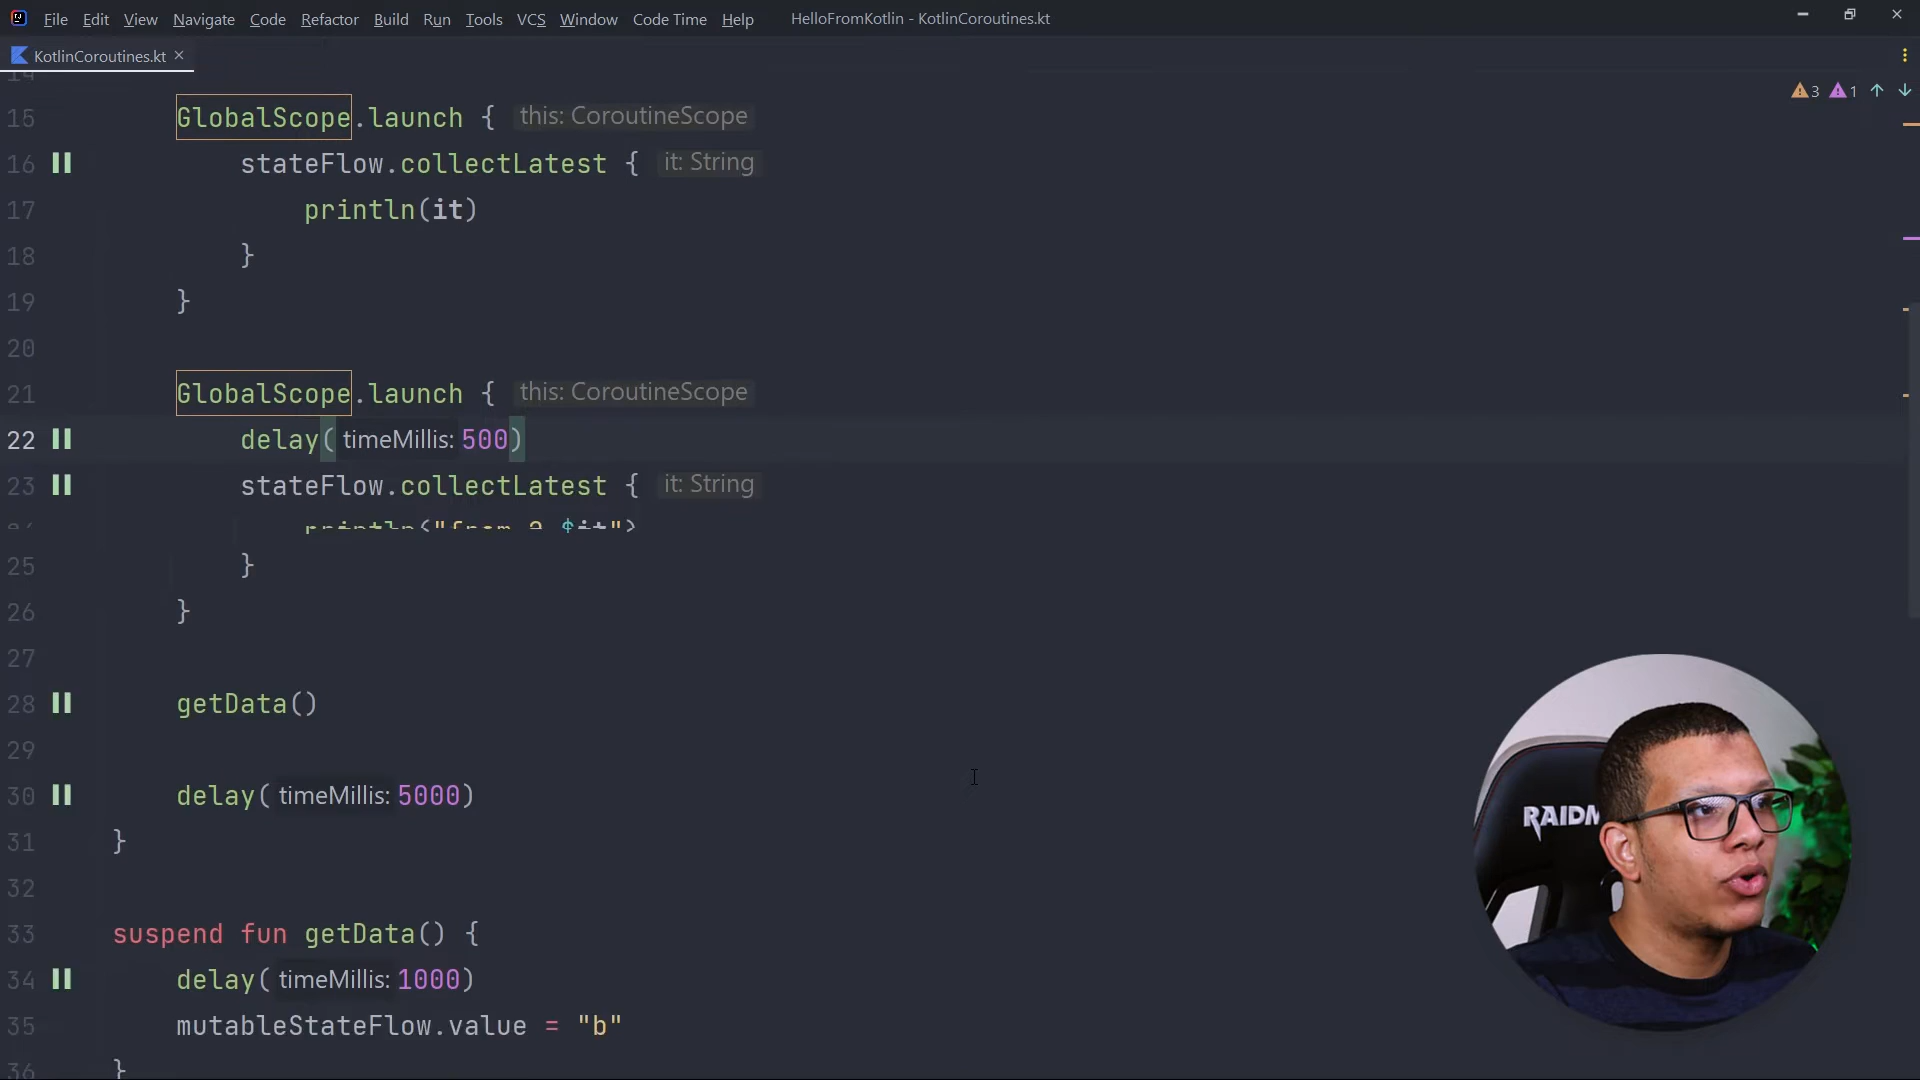 File Edit View Navigate Code Refactor Build Run Tools VCS Window Code Time Help HelloFromKotlin - KotlinCoroutines.kt
KotlinCoroutines.kt
3 1
15 GlobalScope.launch { this: CoroutineScope
16 stateFlow.collectLatest { it: String
17 println(it)
18 }
19 }
20
21 GlobalScope.launch { this: CoroutineScope
22 delay( timeMillis: 500)
23 stateFlow.collectLatest { it: String
25 }
26 }
27
28 getData()
29
30 delay( timeMillis: 5000)
31 }
32
33 suspend fun getData() {
34 delay( timeMillis: 1000)
35 mutableStateFlow.value = "b"
36 }